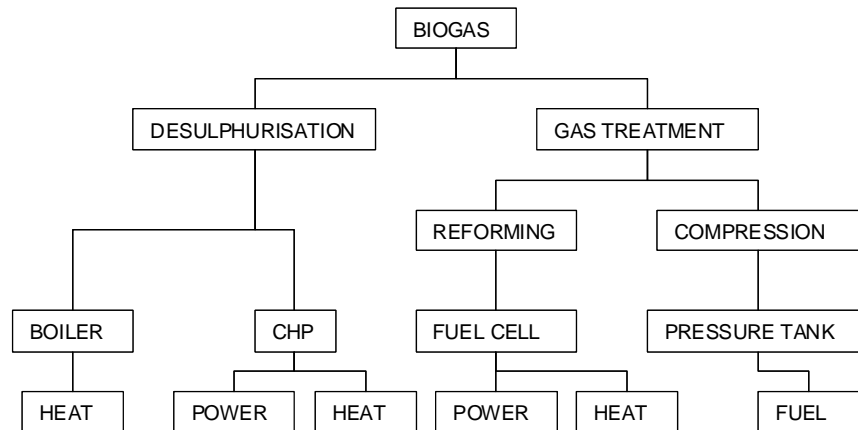 BIOGAS
DESULPHURISATION
GAS TREATMENT
REFORMING
COMPRESSION
BOILER
CHP
FUEL CELL
PRESSURE TANK
HEAT
POWER
HEAT
POWER
HEAT
FUEL